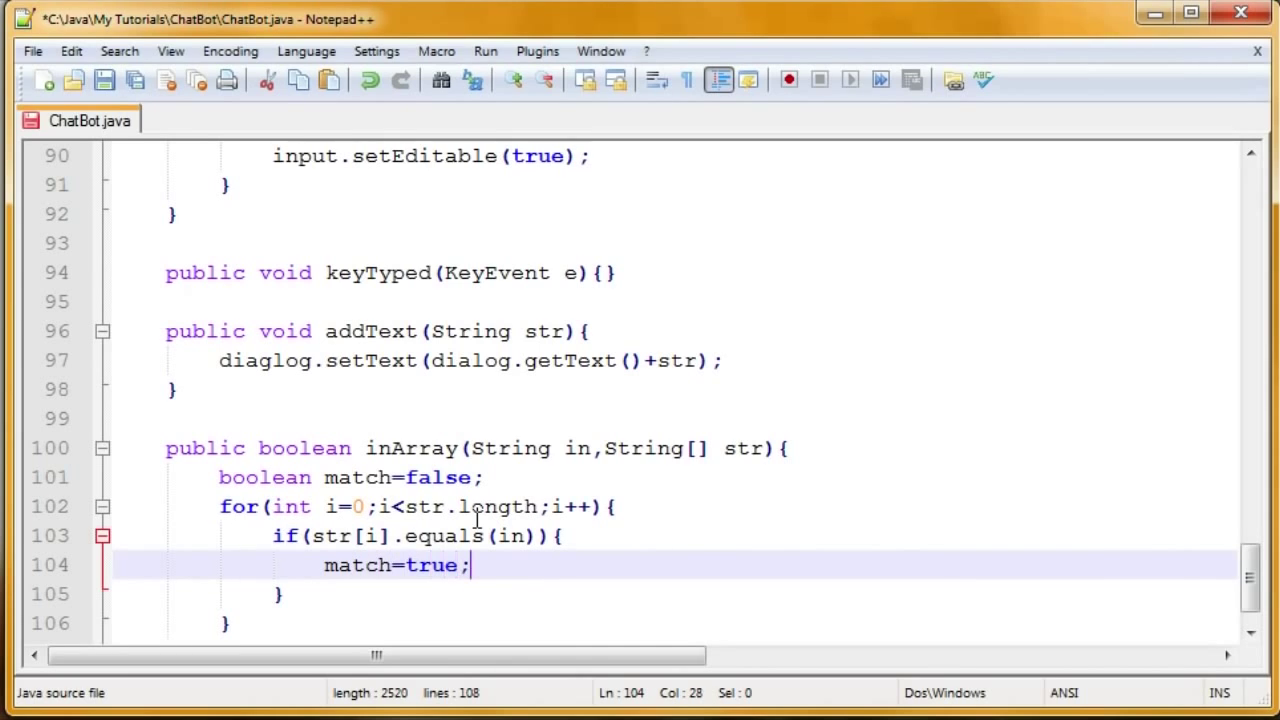 *C:\Java\My Tutorials\ChatBot\ChatBot.java - Notepad++
File Edit Search View Encoding Language Settings Macro Run Plugins Window ? X
ABC
ChatBot.java
90 input.setEditable(true);
91 }
92 }
93
94 public void keyTyped(KeyEvent e){}
95
96 public void addText(String str){
97 diaglog.setText(dialog.getText()+str);
98 }
99
100 public boolean inArray(String in,String[] str){
101 boolean match=false;
102 for(int i=0;i<str.length;i++){
103 if(str[i].equals(in)){
104 match=true;
105 }
106 }
Java source file length : 2520 lines : 108 Ln : 104 Col : 28 Sel : 0 Dos\Windows ANSI INS